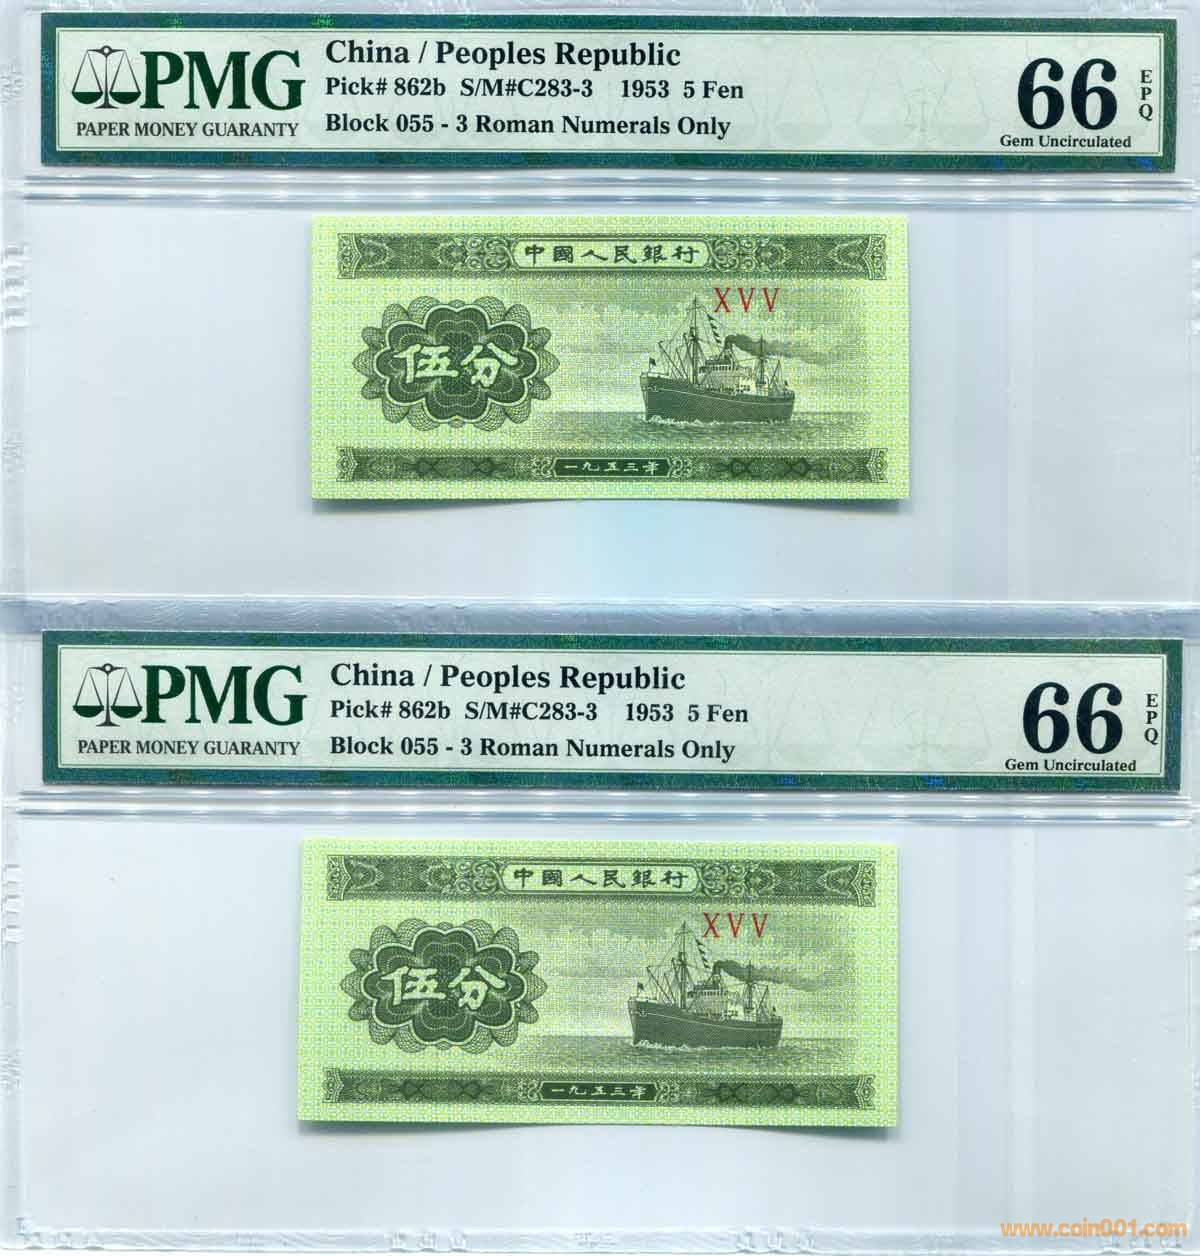 PMG
PAPER MONEY GUARANTY
China / Peoples Republic
Pick# 862b S/M#C283-3 1953 5 Fen
Block 055 - 3 Roman Numerals Only
66
EPQ
Gem Uncirculated
中國人民銀行
XVV
伍分
一九五三年
PMG
PAPER MONEY GUARANTY
China / Peoples Republic
Pick# 862b S/M#C283-3 1953 5 Fen
Block 055 - 3 Roman Numerals Only
66
EPQ
Gem Uncirculated
中國人民銀行
XVV
伍分
一九五三年
www.coin001.com